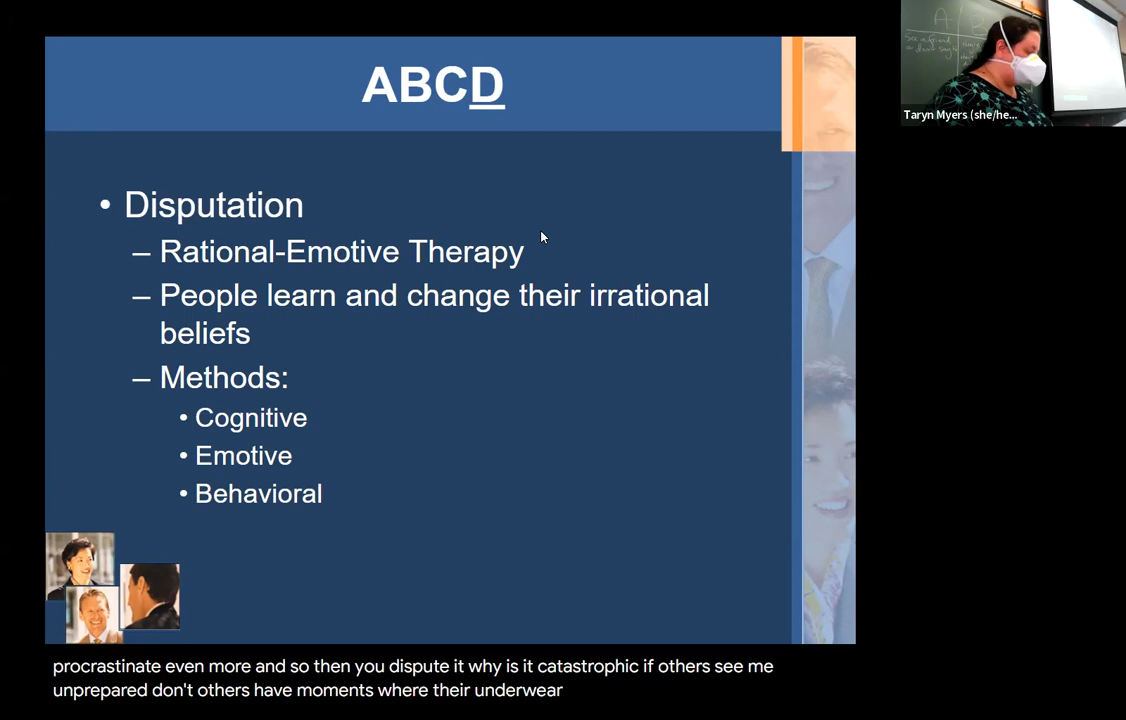 ABCD
• Disputation
– Rational-Emotive Therapy
– People learn and change their irrational
beliefs
– Methods:
• Cognitive
• Emotive
• Behavioral
A
See a friend
Taryn Myers (she/he...
procrastinate even more and so then you dispute it why is it catastrophic if others see me
unprepared don't others have moments where their underwear